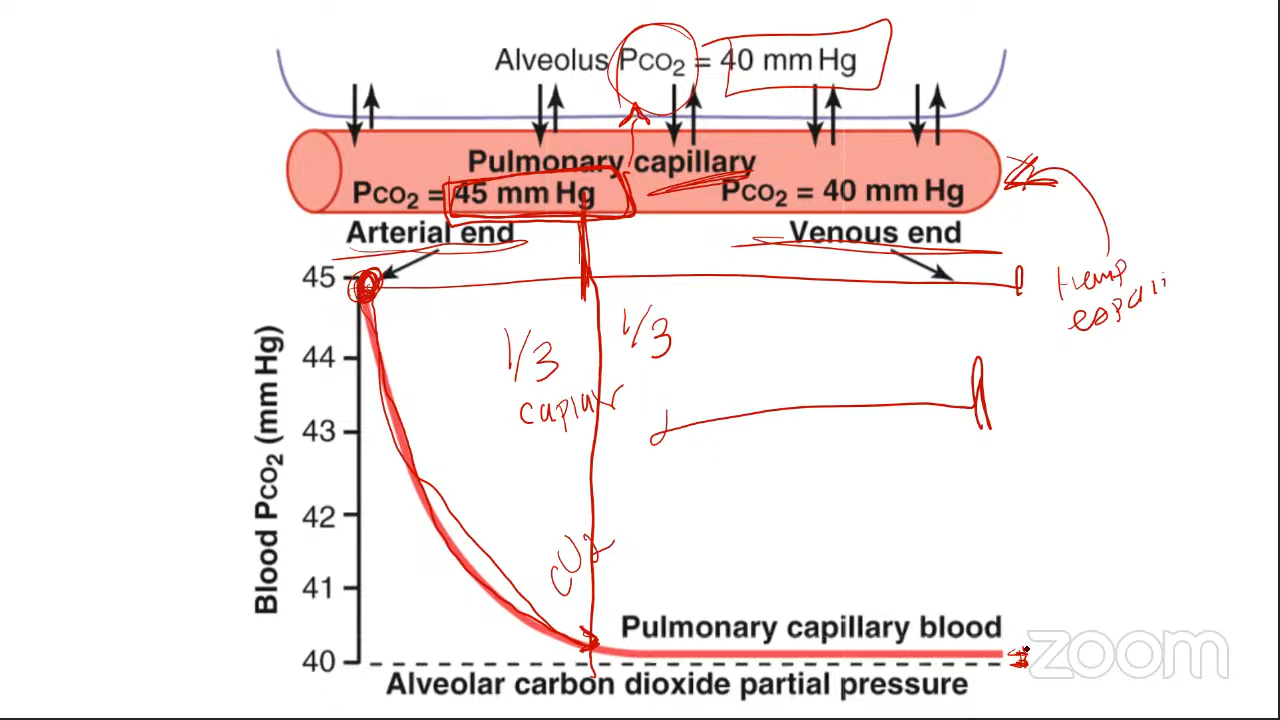 Alveolus PCO2 = 40 mm Hg
Pulmonary capillary
PCO2 = 45 mm Hg
PCO2 = 40 mm Hg
Arterial end
Venous end
45
44
43
42
41
40
Blood PCO2 (mm Hg)
1/3
1/3
CO2
Pulmonary capillary blood
Alveolar carbon dioxide partial pressure
zoom